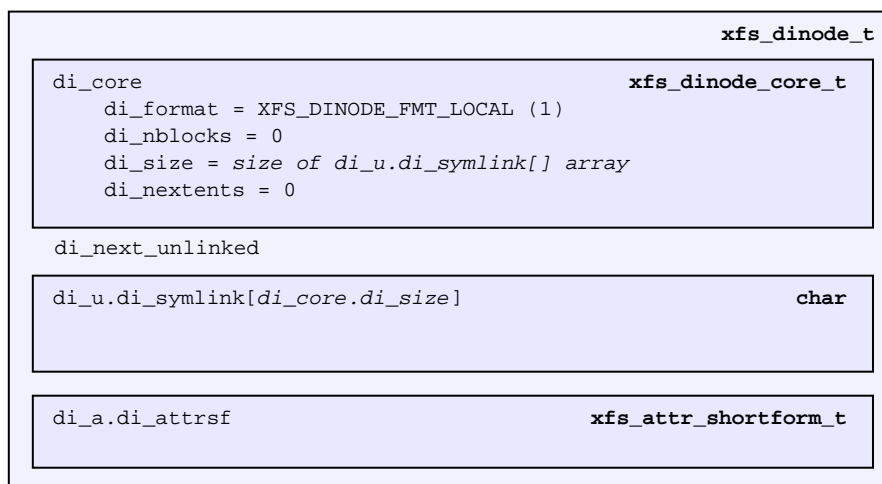 xfs_dinode_t
di_core xfs_dinode_core_t
di_format = XFS_DINODE_FMT_LOCAL (1)
di_nblocks = 0
di_size = size of di_u.di_symlink[] array
di_nextents = 0
di_next_unlinked
di_u.di_symlink[di_core.di_size] char
di_a.di_attrsf xfs_attr_shortform_t